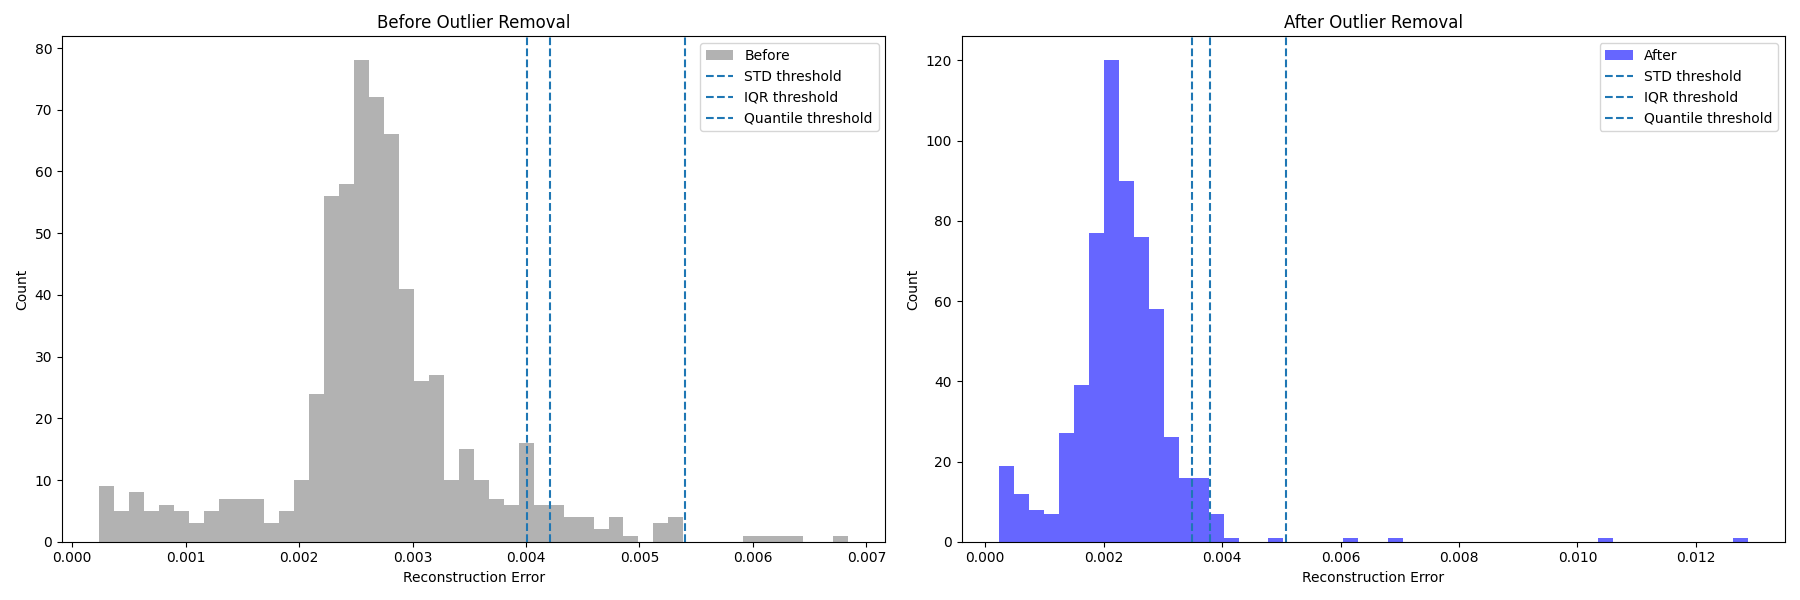 Before Outlier Removal
80
70
60
50
40
30
20
10
0
Count
0.000 0.001 0.002 0.003 0.004 0.005 0.006 0.007
Reconstruction Error
Before
STD threshold
IQR threshold
Quantile threshold
After Outlier Removal
120
100
80
60
40
20
0
Count
0.000 0.002 0.004 0.006 0.008 0.010 0.012
Reconstruction Error
After
STD threshold
IQR threshold
Quantile threshold